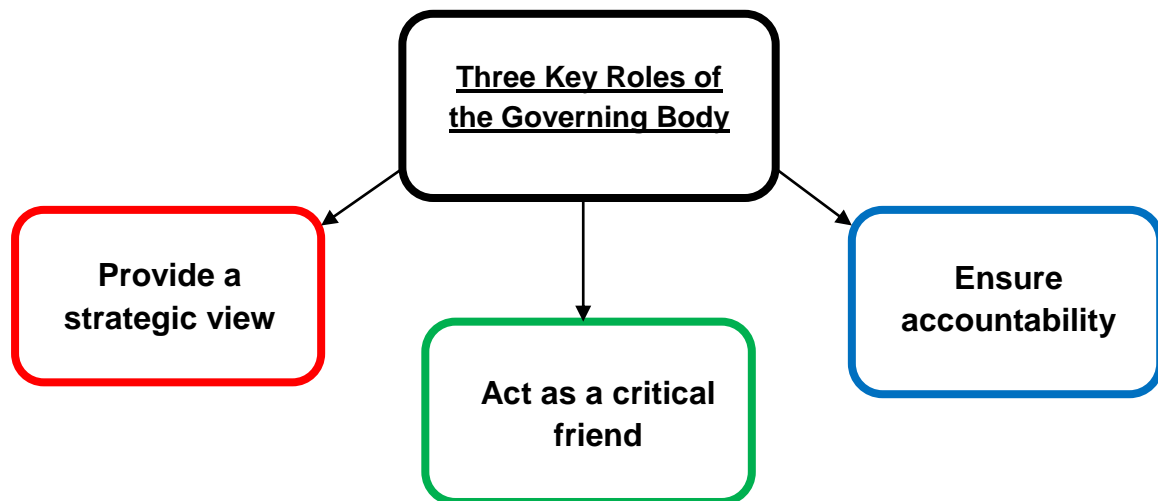 Three Key Roles of
the Governing Body
Provide a
strategic view
Act as a critical
friend
Ensure
accountability